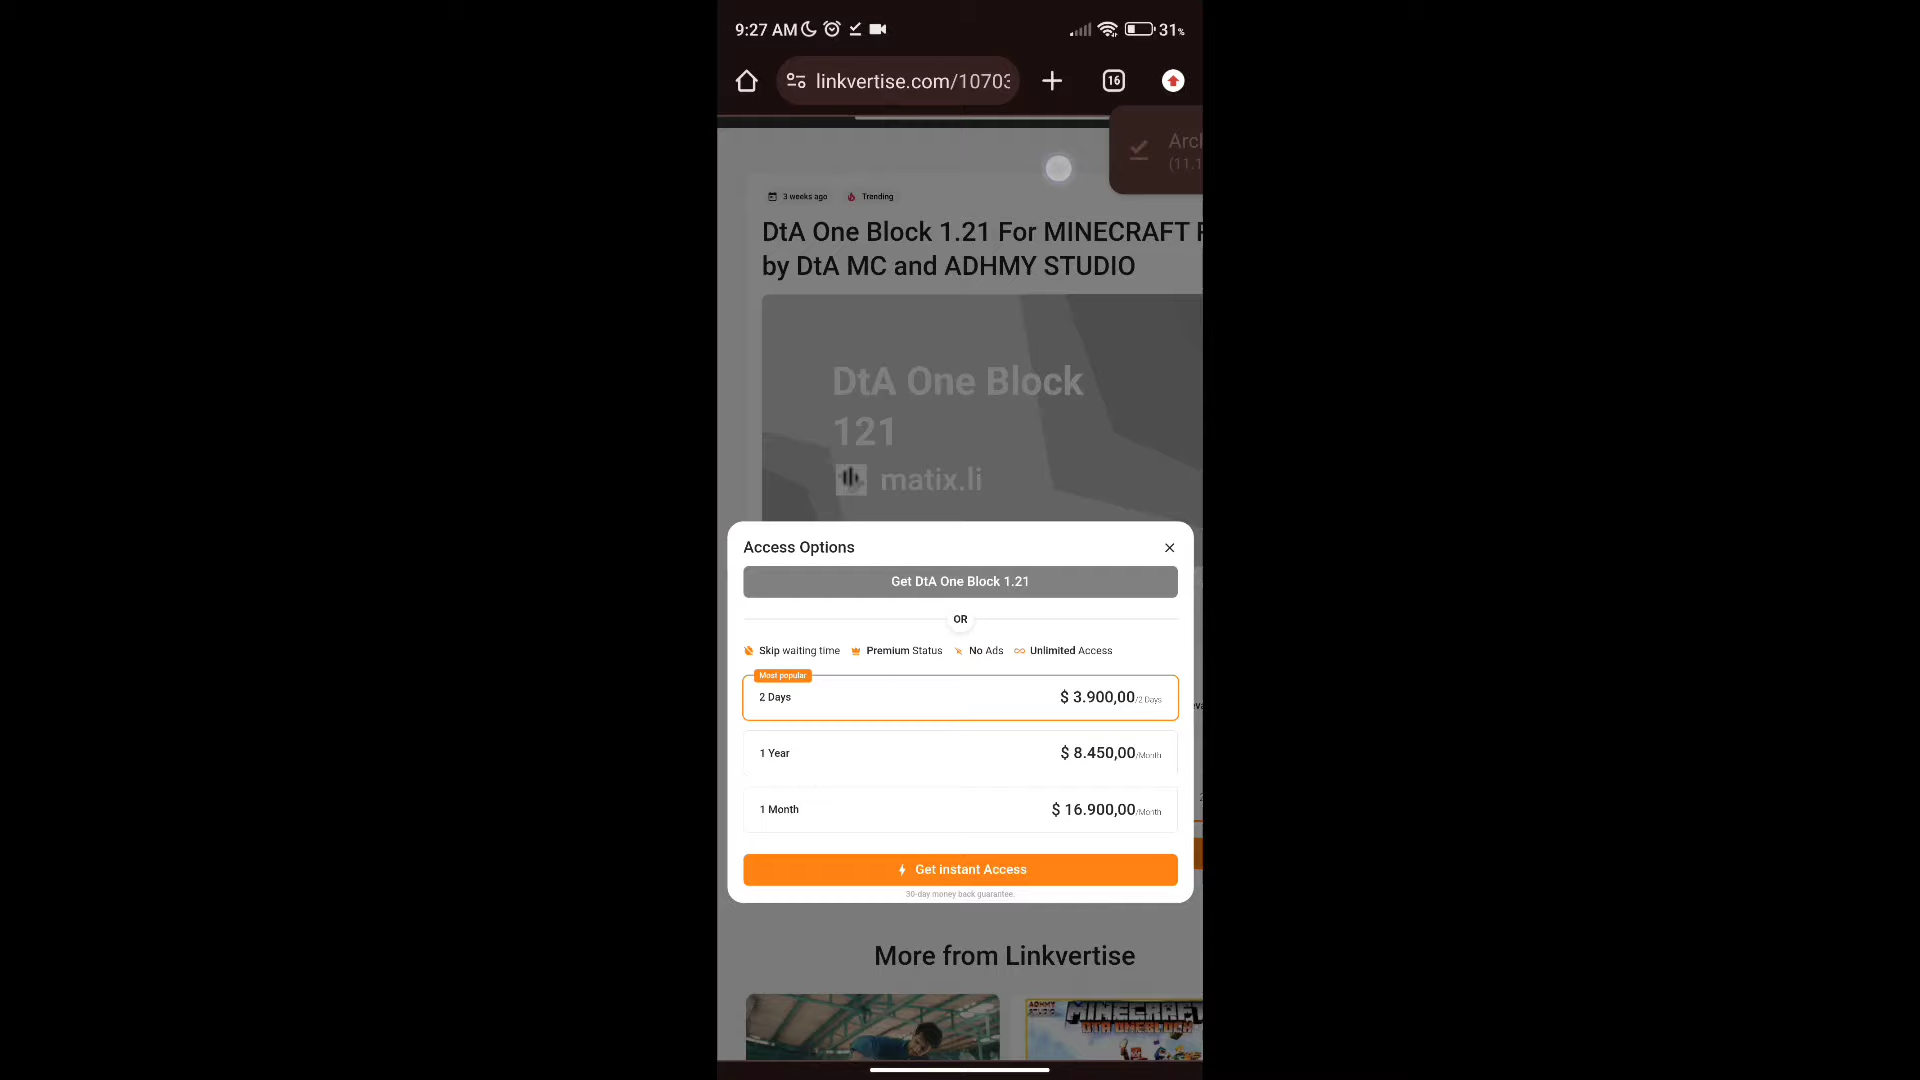 9:27 AM
31%
linkvertise.com/10703
16
(11.1
3 weeks ago
Trending
DtA One Block 1.21 For MINECRAFT
by DtA MC and ADHMY STUDIO
DtA One Block
121
matix.li
Access Options
Get DtA One Block 1.21
OR
Skip waiting time
Premium Status
No Ads
Unlimited Access
Most popular
2 Days
$ 3.900,00/2 Days
1 Year
$ 8.450,00/Month
1 Month
$ 16.900,00/Month
Get instant Access
30-day money back guarantee.
More from Linkvertise
MINECRAFT
DTA ONEBLOCK